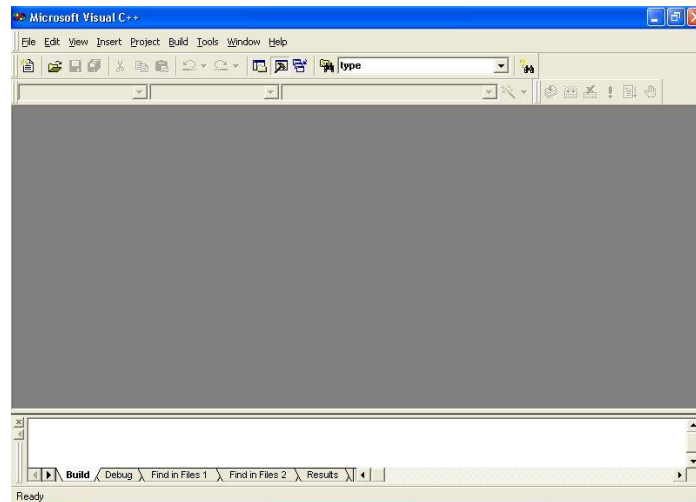 Microsoft Visual C++
File Edit View Insert Project Build Tools Window Help
type
Build Debug Find in Files 1 Find in Files 2 Results
Ready